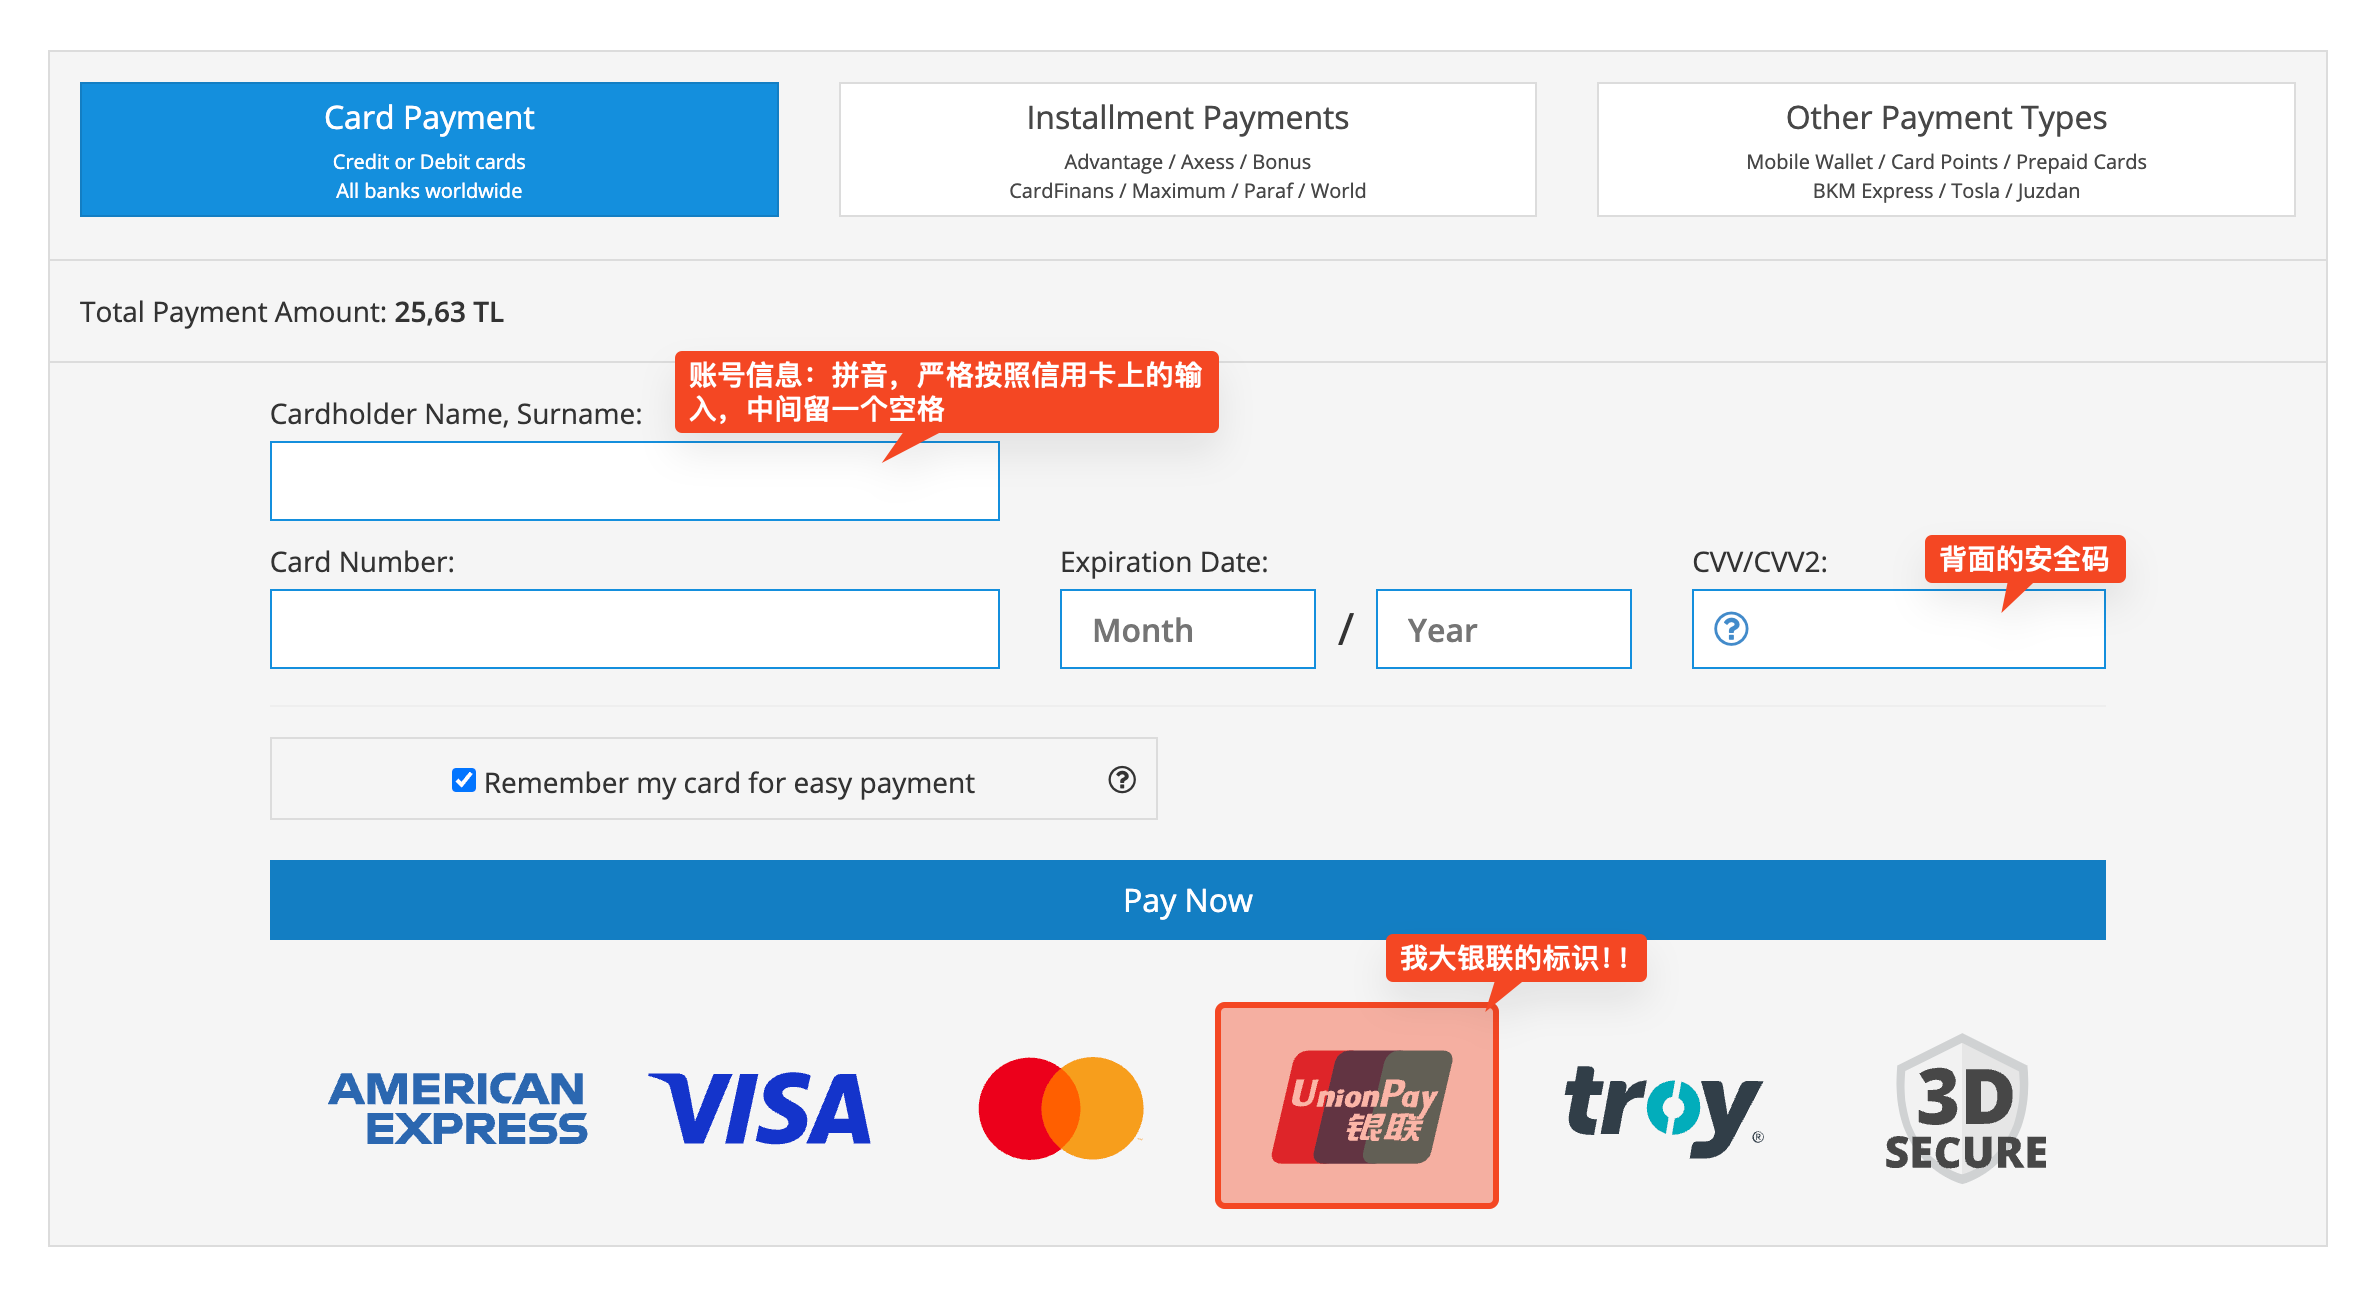 Card Payment
Credit or Debit cards
All banks worldwide
Installment Payments
Advantage / Axess / Bonus
CardFinans / Maximum / Paraf / World
Other Payment Types
Mobile Wallet / Card Points / Prepaid Cards
BKM Express / Tosla / Juzdan
Total Payment Amount: 25,63 TL
账号信息：拼音，严格按照信用卡上的输
入，中间留一个空格
Cardholder Name, Surname:
Card Number:
Expiration Date:
Month / Year
CVV/CVV2:
背面的安全码
Remember my card for easy payment
Pay Now
我大银联的标识！！
AMERICAN
EXPRESS
VISA
UnionPay
银联
troy
3D
SECURE